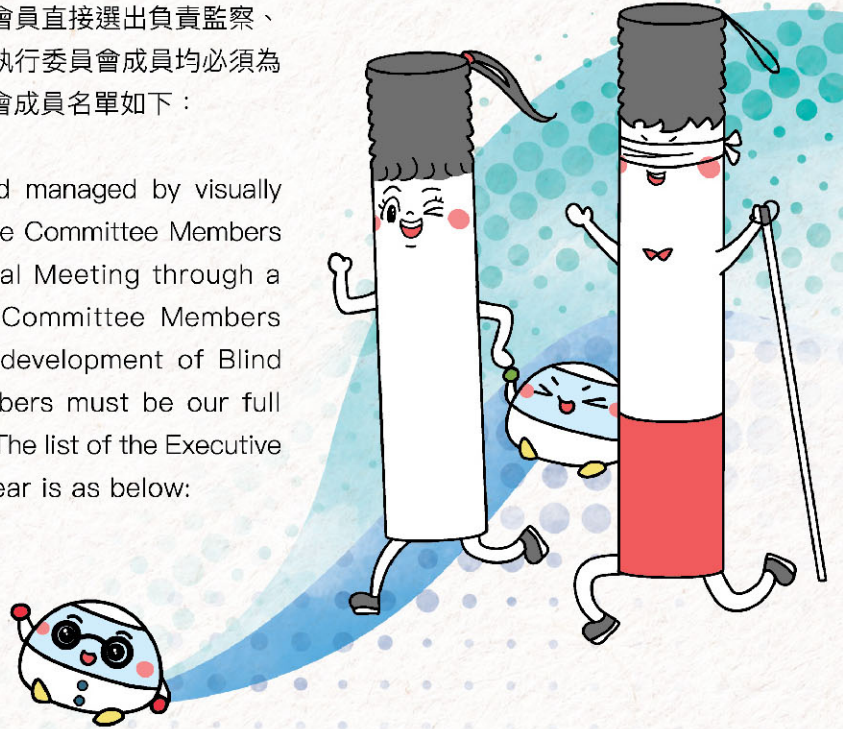 會員直接選出負責監察、
執行委員會成員均必須為
會成員名單如下：
d managed by visually
e Committee Members
al Meeting through a
Committee Members
development of Blind
bers must be our full
The list of the Executive
ear is as below: